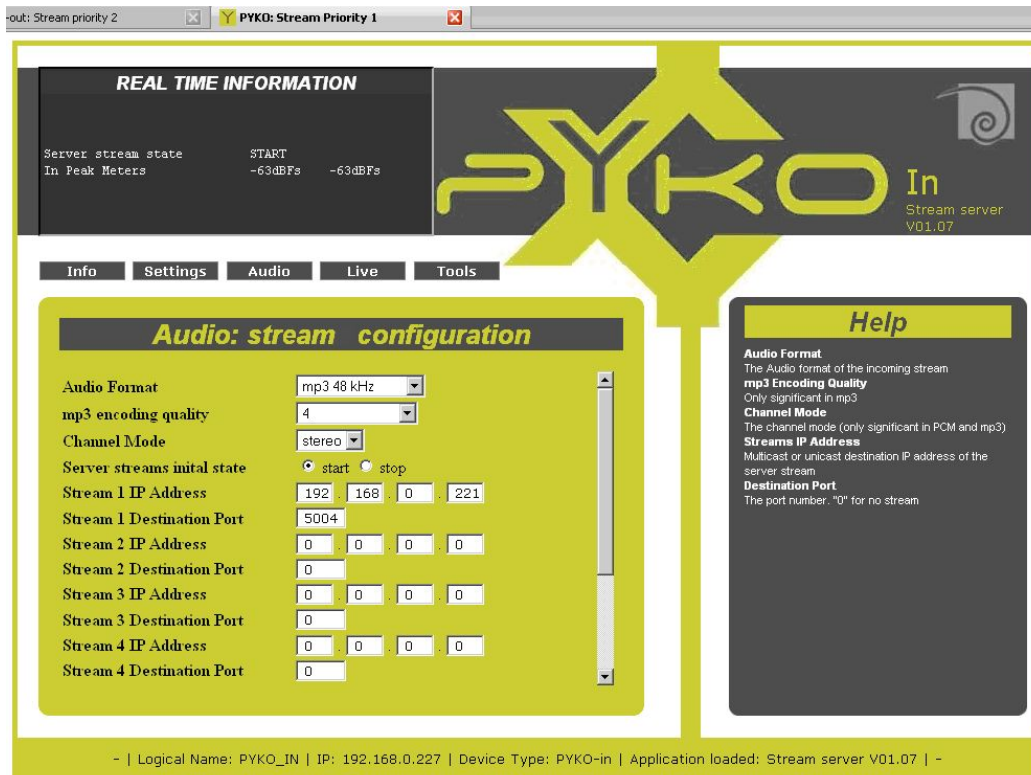 -out: Stream priority 2
PYKO: Stream Priority 1
REAL TIME INFORMATION
Server stream state START
In Peak Meters -63dBFs -63dBFs
PYKO
In
Stream server
V01.07
Info Settings Audio Live Tools
Audio: stream configuration
Audio Format mp3 48 kHz
mp3 encoding quality 4
Channel Mode stereo
Server streams inital state start stop
Stream 1 IP Address 192 . 168 . 0 . 221
Stream 1 Destination Port 5004
Stream 2 IP Address 0 . 0 . 0 . 0
Stream 2 Destination Port 0
Stream 3 IP Address 0 . 0 . 0 . 0
Stream 3 Destination Port 0
Stream 4 IP Address 0 . 0 . 0 . 0
Stream 4 Destination Port 0
Help
Audio Format
The Audio format of the incoming stream
mp3 Encoding Quality
Only significant in mp3
Channel Mode
The channel mode (only significant in PCM and mp3)
Streams IP Address
Multicast or unicast destination IP address of the
server stream
Destination Port
The port number. "0" for no stream
- | Logical Name: PYKO_IN | IP: 192.168.0.227 | Device Type: PYKO-in | Application loaded: Stream server V01.07 | -